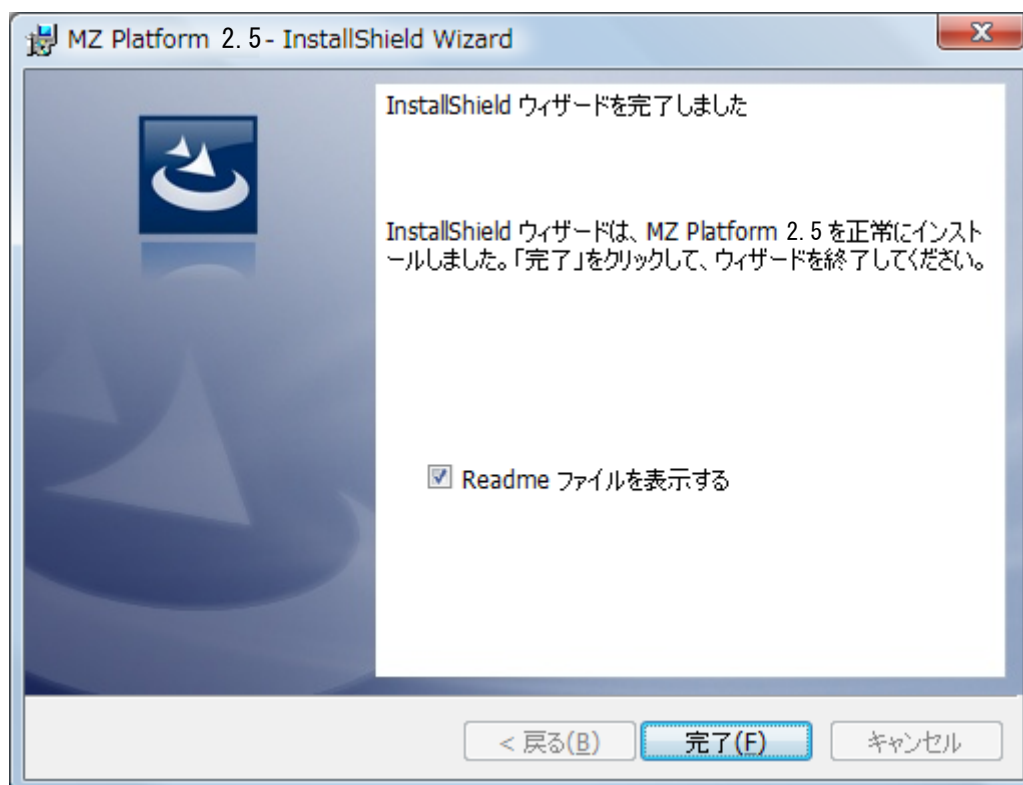 MZ Platform 2.5- InstallShield Wizard
InstallShield ウィザードを完了しました
InstallShield ウィザードは、MZ Platform 2.5 を正常にインスト
ールしました。「完了」をクリックして、ウィザードを終了してください。
Readme ファイルを表示する
< 戻る(B)
完了(F)
キャンセル